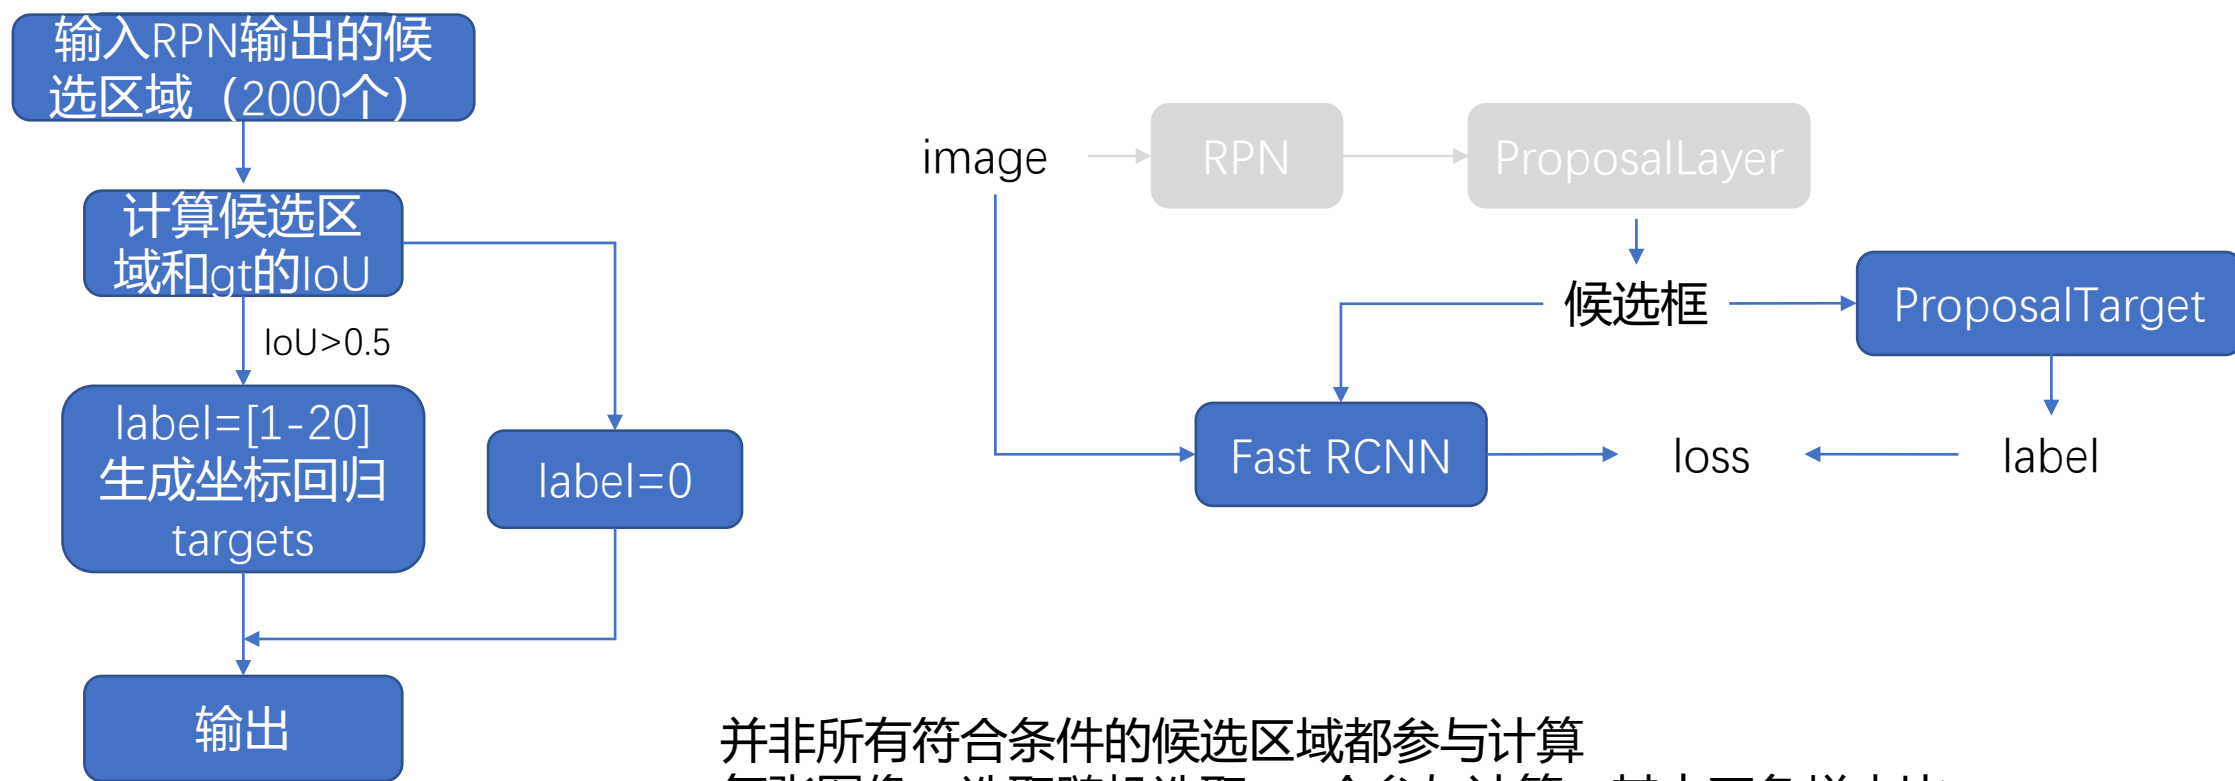 输入RPN输出的候
选区域（2000个）
计算候选区
域和gt的IoU
IoU>0.5
label=[1-20]
生成坐标回归
targets
label=0
输出
image
RPN
ProposalLayer
候选框
ProposalTarget
Fast RCNN
loss
label
并非所有符合条件的候选区域都参与计算